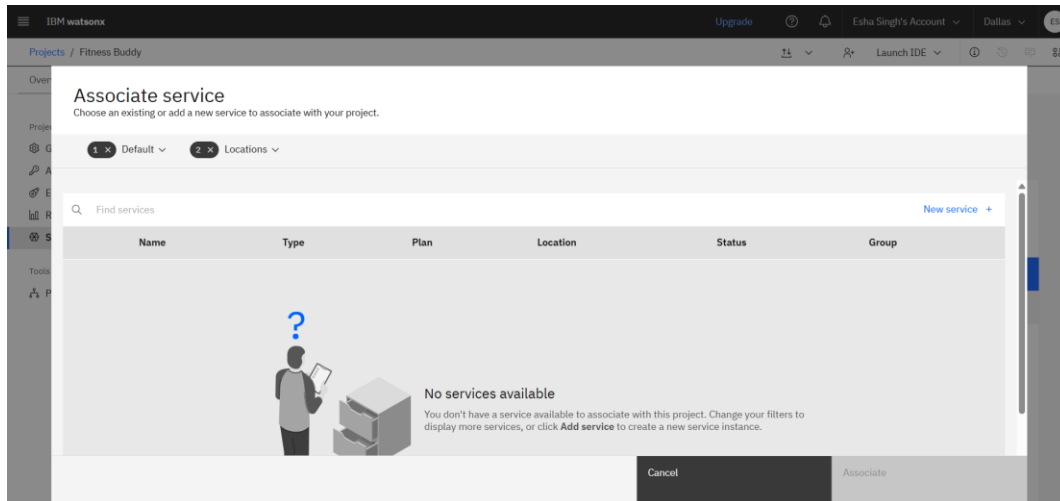 IBM watsonx
Upgrade
Esha Singh's Account
Dallas
ES
Projects / Fitness Buddy
Launch IDE
Associate service
Choose an existing or add a new service to associate with your project.
1 × Default
2 × Locations
Find services
New service +
Name Type Plan Location Status Group
?
No services available
You don't have a service available to associate with this project. Change your filters to
display more services, or click Add service to create a new service instance.
Cancel
Associate